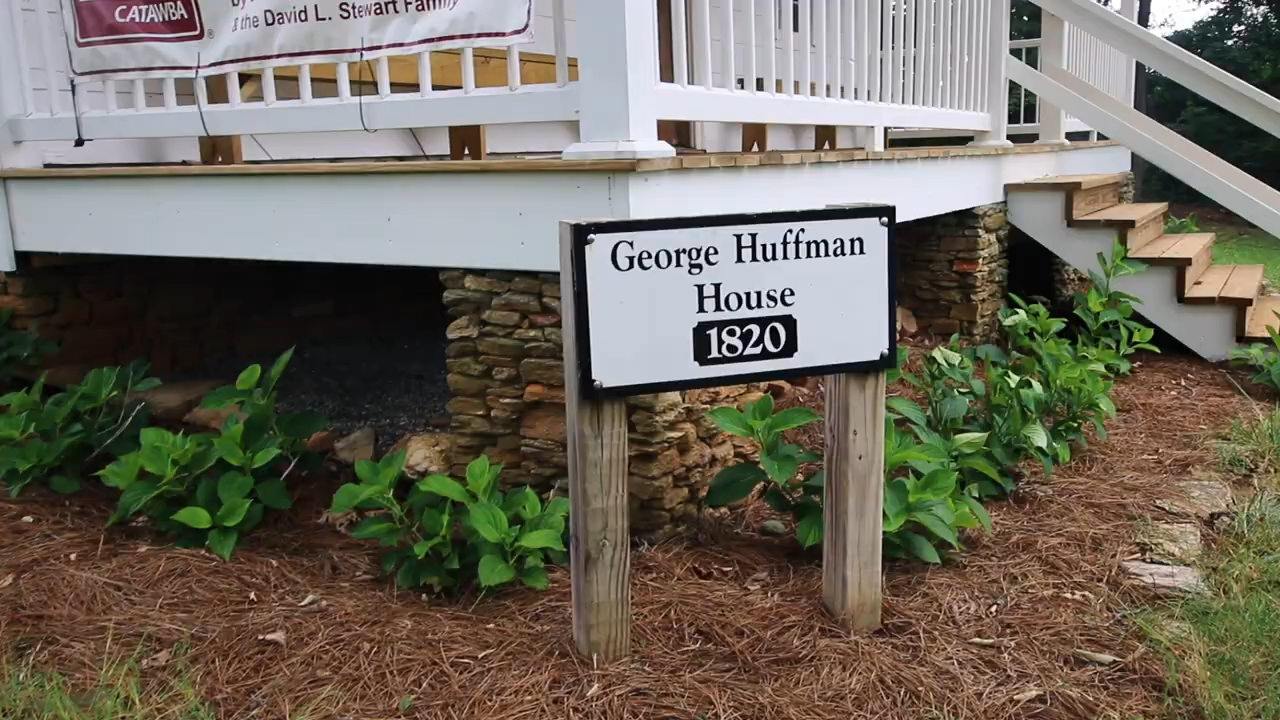 CATAWBA
®
& the David L. Stewart Family
George Huffman
House
1820